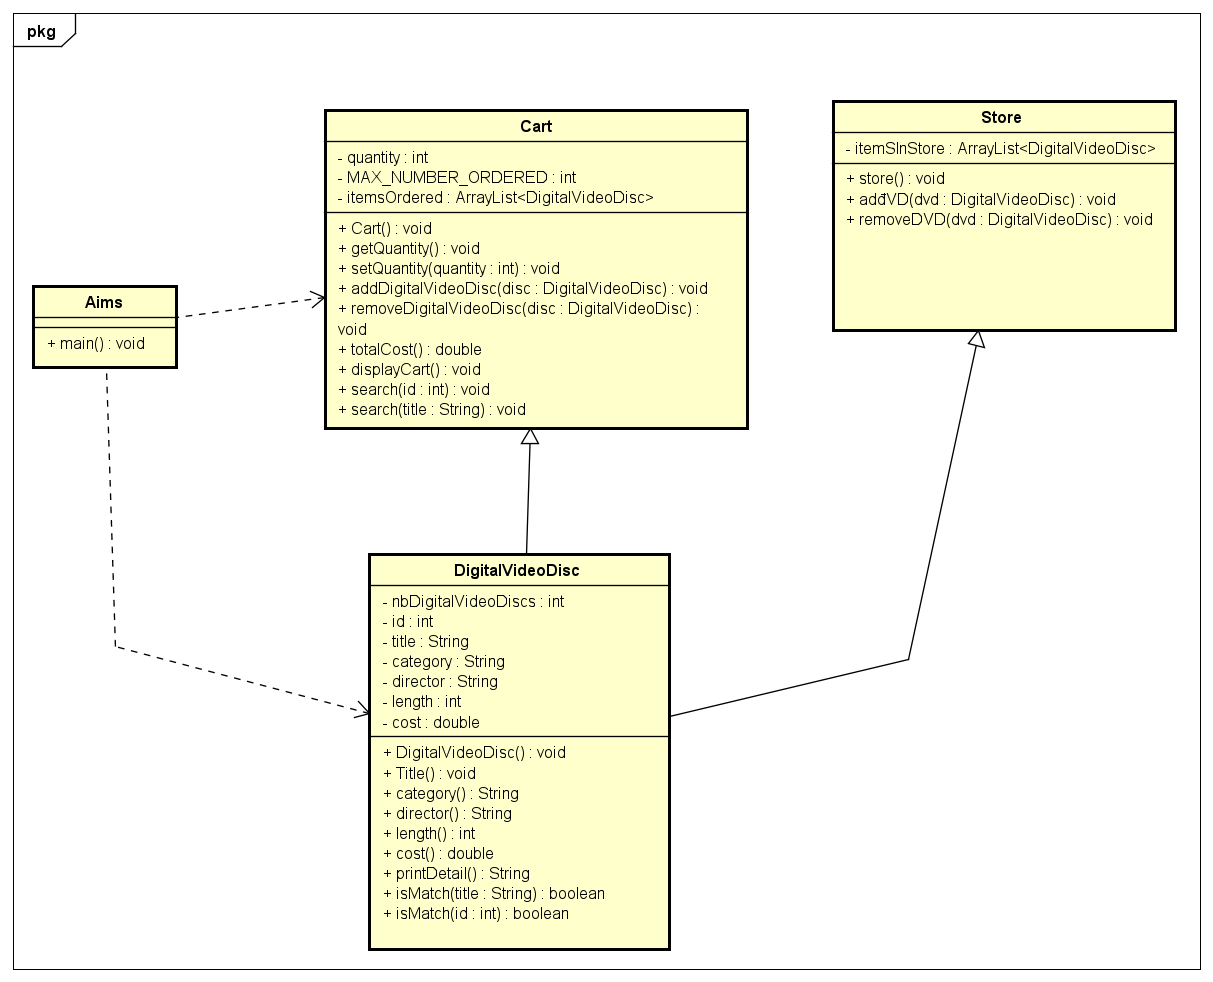 pkg
Cart
- quantity : int
- MAX_NUMBER_ORDERED : int
- itemsOrdered : ArrayList<DigitalVideoDisc>
+ Cart() : void
+ getQuantity() : void
+ setQuantity(quantity : int) : void
+ addDigitalVideoDisc(disc : DigitalVideoDisc) : void
+ removeDigitalVideoDisc(disc : DigitalVideoDisc) :
void
+ totalCost() : double
+ displayCart() : void
+ search(id : int) : void
+ search(title : String) : void
Store
- itemSInStore : ArrayList<DigitalVideoDisc>
+ store() : void
+ adđVD(dvd : DigitalVideoDisc) : void
+ removeDVD(dvd : DigitalVideoDisc) : void
Aims
+ main() : void
DigitalVideoDisc
- nbDigitalVideoDiscs : int
- id : int
- title : String
- category : String
- director : String
- length : int
- cost : double
+ DigitalVideoDisc() : void
+ Title() : void
+ category() : String
+ director() : String
+ length() : int
+ cost() : double
+ printDetail() : String
+ isMatch(title : String) : boolean
+ isMatch(id : int) : boolean